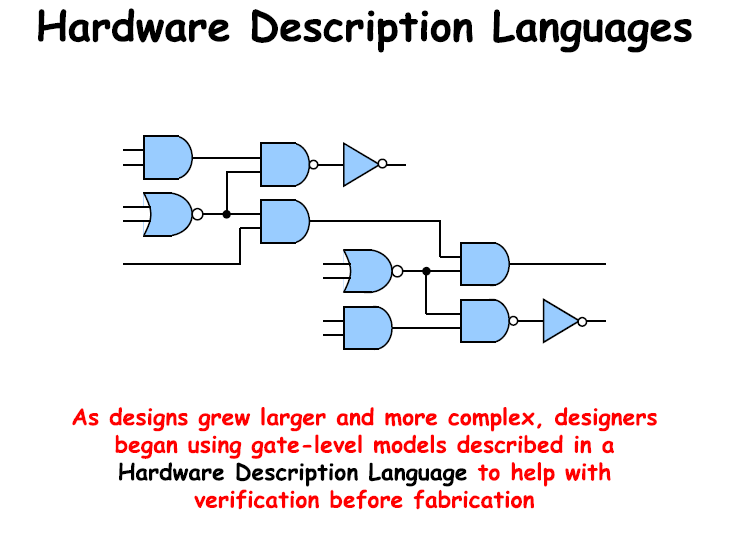 Hardware Description Languages
As designs grew larger and more complex, designers
began using gate-level models described in a
Hardware Description Language to help with
verification before fabrication